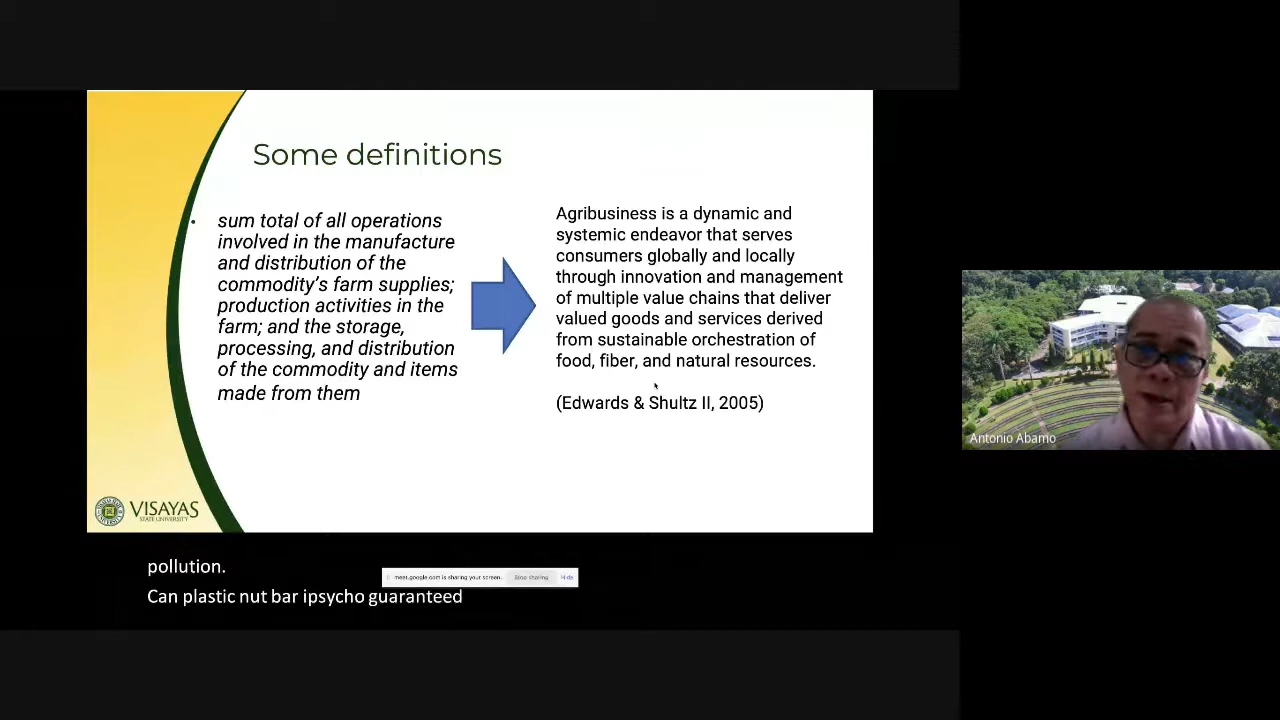 Some definitions
• sum total of all operations
involved in the manufacture
and distribution of the
commodity's farm supplies;
production activities in the
farm; and the storage,
processing, and distribution
of the commodity and items
made from them
Agribusiness is a dynamic and
systemic endeavor that serves
consumers globally and locally
through innovation and management
of multiple value chains that deliver
valued goods and services derived
from sustainable orchestration of
food, fiber, and natural resources.
(Edwards & Shultz II, 2005)
VISAYAS
STATE UNIVERSITY
Antonio Abamo
pollution.
meet.google.com is sharing your screen. Stop sharing Hide
Can plastic nut bar ipsycho guaranteed